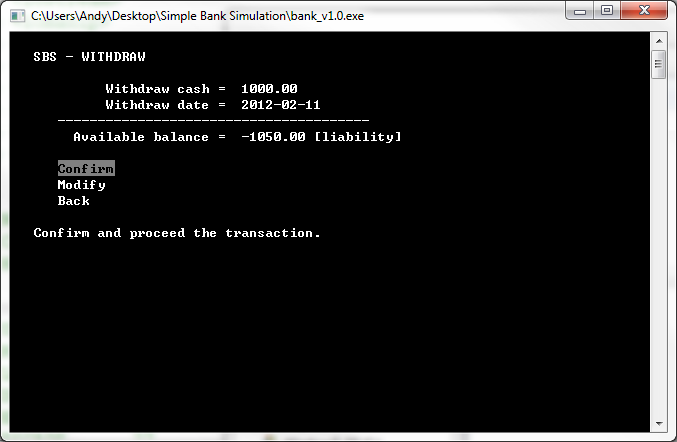 C:\Users\Andy\Desktop\Simple Bank Simulation\bank_v1.0.exe
SBS - WITHDRAW
Withdraw cash = 1000.00
Withdraw date = 2012-02-11
---------------------------------------
Available balance = -1050.00 [liability]
Confirm
Modify
Back
Confirm and proceed the transaction.